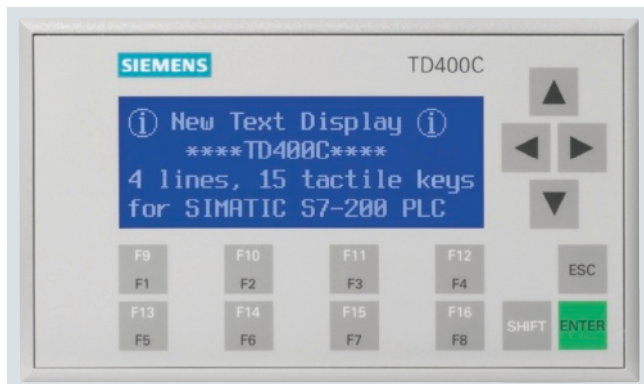 SIEMENS TD400C
ⓘ New Text Display ⓘ
****TD400C****
4 lines, 15 tactile keys
for SIMATIC S7-200 PLC
F9 F10 F11 F12
F1 F2 F3 F4
ESC
F13 F14 F15 F16
F5 F6 F7 F8
SHIFT ENTER